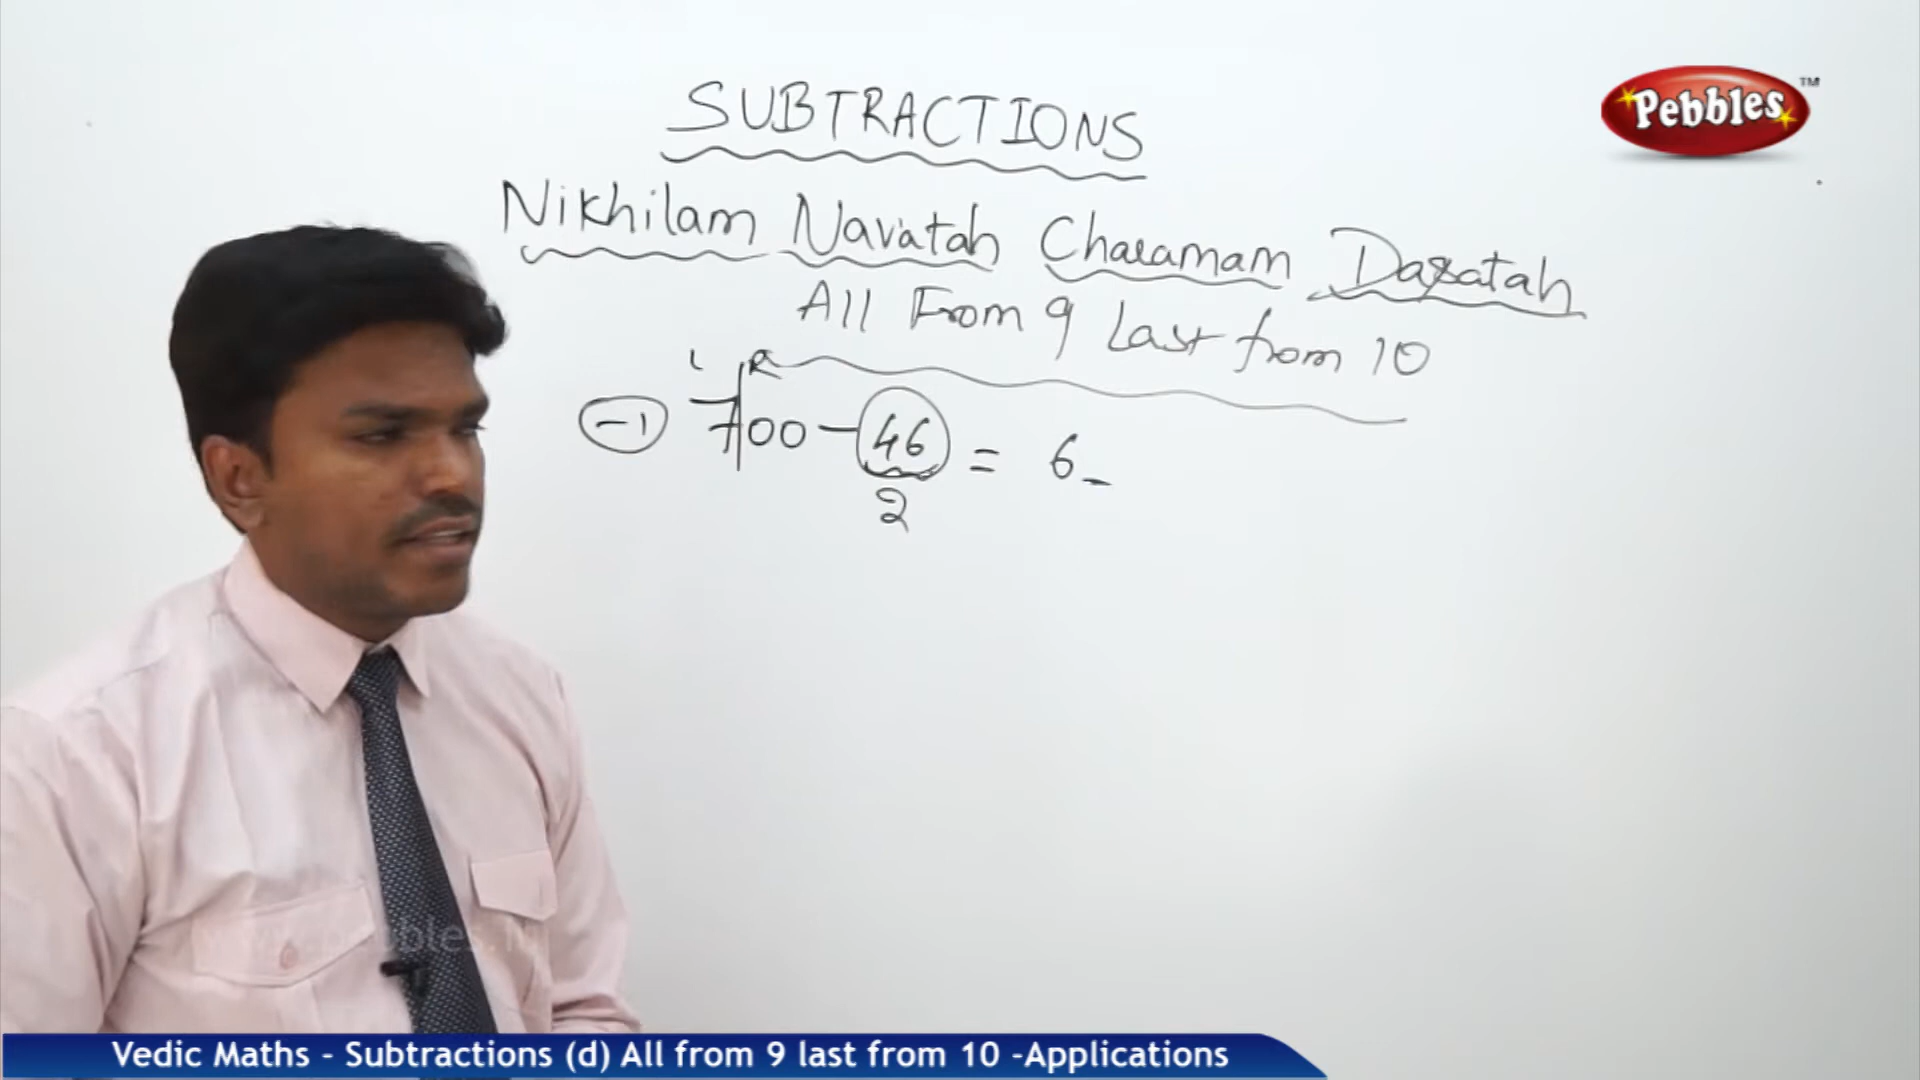 Pebbles™
SUBTRACTIONS
Nikhilam Navatah Charamam Dasatah
All From 9 Last from 10
L R
-1 700 - 46 = 6_
2
Vedic Maths - Subtractions (d) All from 9 last from 10 -Applications